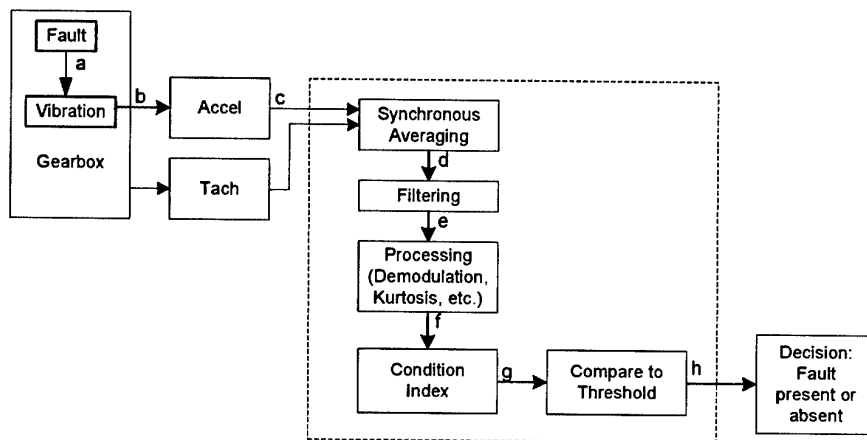 Fault
a
Vibration
Gearbox
b
Accel
c
Tach
Synchronous
Averaging
d
Filtering
e
Processing
(Demodulation,
Kurtosis, etc.)
f
Condition
Index
g
Compare to
Threshold
h
Decision:
Fault
present or
absent